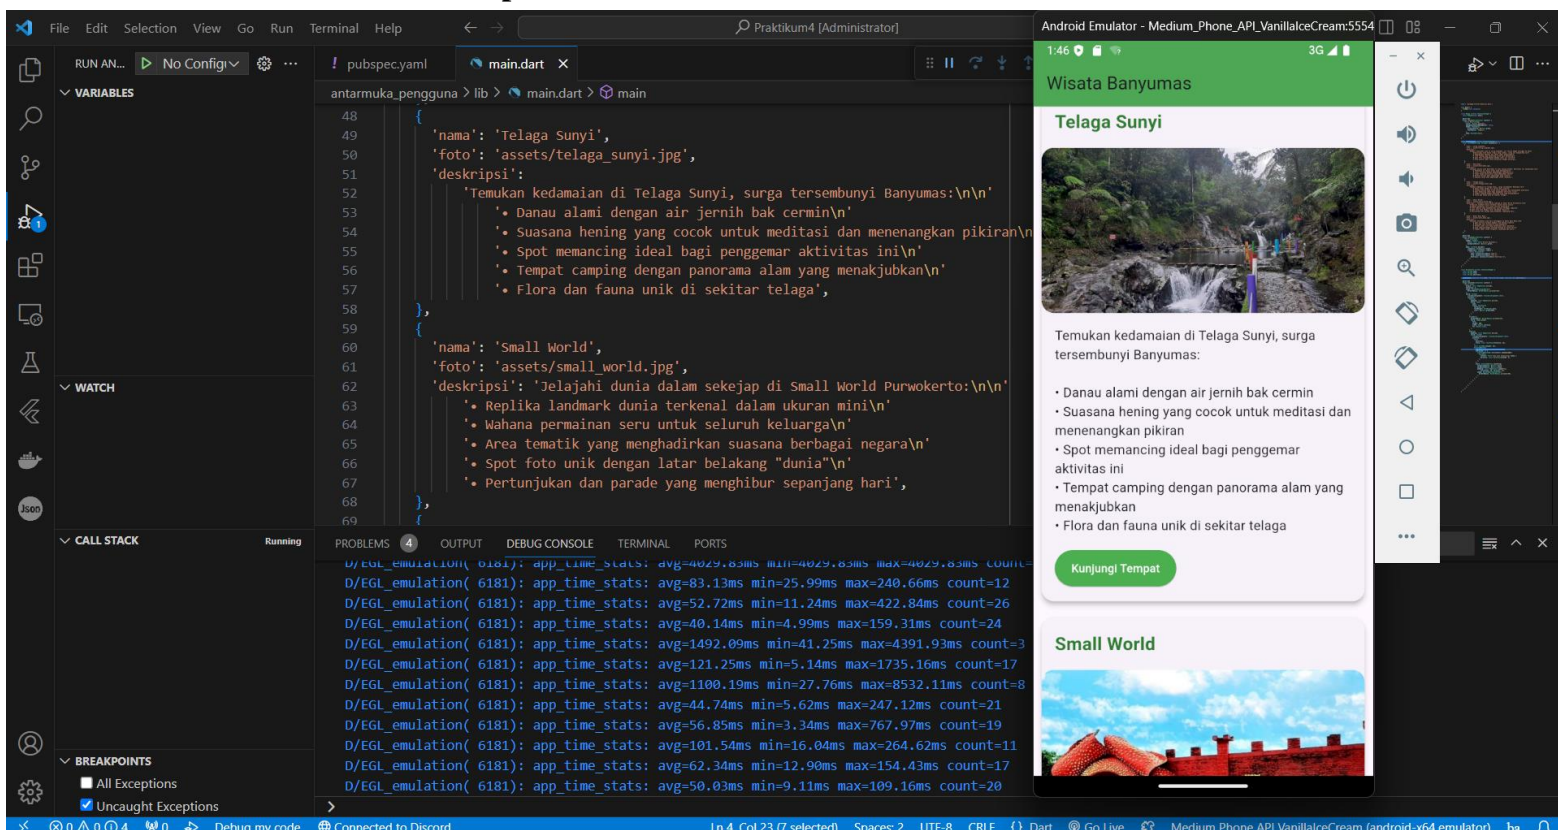 File Edit Selection View Go Run Terminal Help
Praktikum4 [Administrator]
RUN AN... No Config
VARIABLES
WATCH
CALL STACK Running
BREAKPOINTS
All Exceptions
Uncaught Exceptions
pubspec.yaml main.dart
antarmuka_pengguna > lib > main.dart > main
48 {
49 'nama': 'Telaga Sunyi',
50 'foto': 'assets/telaga_sunyi.jpg',
51 'deskripsi':
52 'Temukan kedamaian di Telaga Sunyi, surga tersembunyi Banyumas:\n\n'
53 '• Danau alami dengan air jernih bak cermin\n'
54 '• Suasana hening yang cocok untuk meditasi dan menenangkan pikiran\n
55 '• Spot memancing ideal bagi penggemar aktivitas ini\n'
56 '• Tempat camping dengan panorama alam yang menakjubkan\n'
57 '• Flora dan fauna unik di sekitar telaga',
58 },
59 {
60 'nama': 'Small World',
61 'foto': 'assets/small_world.jpg',
62 'deskripsi': 'Jelajahi dunia dalam sekejap di Small World Purwokerto:\n\n'
63 '• Replika landmark dunia terkenal dalam ukuran mini\n'
64 '• Wahana permainan seru untuk seluruh keluarga\n'
65 '• Area tematik yang menghadirkan suasana berbagai negara\n'
66 '• Spot foto unik dengan latar belakang "dunia"\n'
67 '• Pertunjukan dan parade yang menghibur sepanjang hari',
68 },
69 {
PROBLEMS 4 OUTPUT DEBUG CONSOLE TERMINAL PORTS
D/EGL_emulation( 6181): app_time_stats: avg=4029.83ms min=4029.83ms max=4029.83ms count=
D/EGL_emulation( 6181): app_time_stats: avg=83.13ms min=25.99ms max=240.66ms count=12
D/EGL_emulation( 6181): app_time_stats: avg=52.72ms min=11.24ms max=422.84ms count=26
D/EGL_emulation( 6181): app_time_stats: avg=40.14ms min=4.99ms max=159.31ms count=24
D/EGL_emulation( 6181): app_time_stats: avg=1492.09ms min=41.25ms max=4391.93ms count=3
D/EGL_emulation( 6181): app_time_stats: avg=121.25ms min=5.14ms max=1735.16ms count=17
D/EGL_emulation( 6181): app_time_stats: avg=1100.19ms min=27.76ms max=8532.11ms count=8
D/EGL_emulation( 6181): app_time_stats: avg=44.74ms min=5.62ms max=247.12ms count=21
D/EGL_emulation( 6181): app_time_stats: avg=56.85ms min=3.34ms max=767.97ms count=19
D/EGL_emulation( 6181): app_time_stats: avg=101.54ms min=16.04ms max=264.62ms count=11
D/EGL_emulation( 6181): app_time_stats: avg=62.34ms min=12.90ms max=154.43ms count=17
D/EGL_emulation( 6181): app_time_stats: avg=50.03ms min=9.11ms max=109.16ms count=20
>
Android Emulator - Medium_Phone_API_VanillaIceCream:5554
1:46 3G
Wisata Banyumas
Telaga Sunyi
Temukan kedamaian di Telaga Sunyi, surga
tersembunyi Banyumas:
• Danau alami dengan air jernih bak cermin
• Suasana hening yang cocok untuk meditasi dan
menenangkan pikiran
• Spot memancing ideal bagi penggemar
aktivitas ini
• Tempat camping dengan panorama alam yang
menakjubkan
• Flora dan fauna unik di sekitar telaga
Kunjungi Tempat
Small World
1
Json
0 0 4 0 Debug my code Connected to Discord Ln 4, Col 23 (7 selected) Spaces: 2 UTF-8 CRLF {} Dart Go Live Medium Phone API VanillaIceCream (android-x64 emulator)